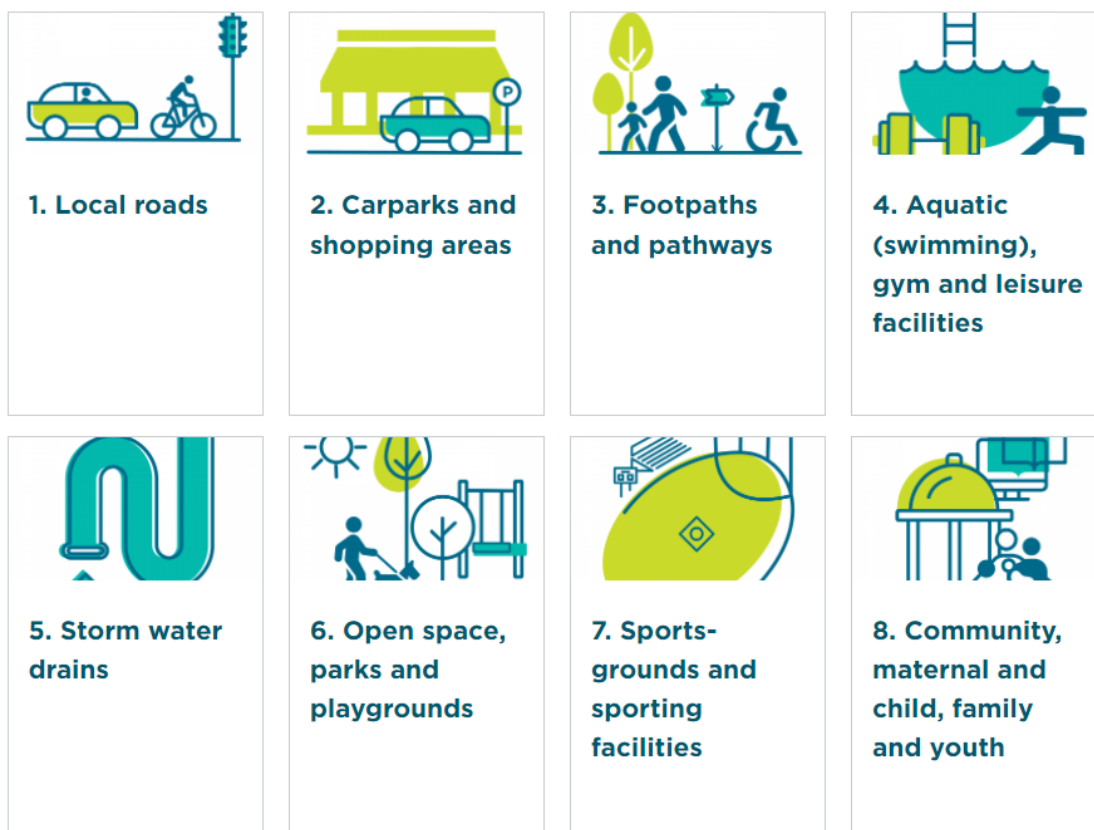 P
1. Local roads
2. Carparks and
shopping areas
3. Footpaths
and pathways
4. Aquatic
(swimming),
gym and leisure
facilities
5. Storm water
drains
6. Open space,
parks and
playgrounds
7. Sports-
grounds and
sporting
facilities
8. Community,
maternal and
child, family
and youth